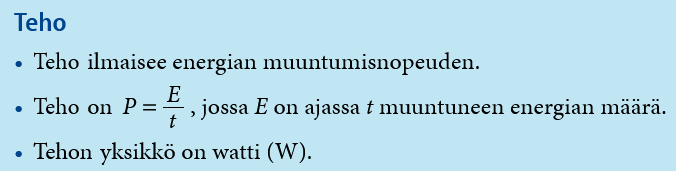 Teho
• Teho ilmaisee energian muuntumisnopeuden.
• Teho on P = E/t , jossa E on ajassa t muuntuneen energian määrä.
• Tehon yksikkö on watti (W).